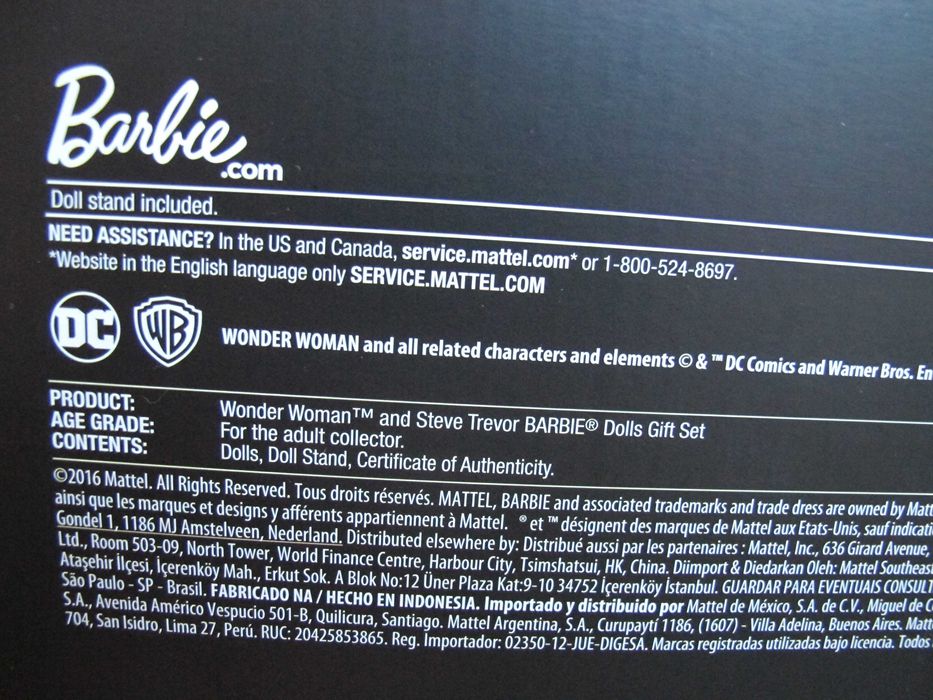 Barbie
.com
Doll stand included.
NEED ASSISTANCE? In the US and Canada, service.mattel.com* or 1-800-524-8697.
*Website in the English language only SERVICE.MATTEL.COM
DC WB WONDER WOMAN and all related characters and elements © & ™ DC Comics and Warner Bros. En
PRODUCT: Wonder Woman™ and Steve Trevor BARBIE® Dolls Gift Set
AGE GRADE: For the adult collector.
CONTENTS: Dolls, Doll Stand, Certificate of Authenticity.
©2016 Mattel. All Rights Reserved. Tous droits réservés. MATTEL, BARBIE and associated trademarks and trade dress are owned by Matt
ainsi que les marques et designs y afférents appartiennent à Mattel. ® et ™ désignent des marques de Mattel aux Etats-Unis, sauf indicati
Gondel 1, 1186 MJ Amstelveen, Nederland. Distributed elsewhere by: Distribué aussi par les partenaires : Mattel, Inc., 636 Girard Avenue,
Ltd., Room 503-09, North Tower, World Finance Centre, Harbour City, Tsimshatsui, HK, China. Diimport & Diedarkan Oleh: Mattel Southeast
Ataşehir İlçesi, İçerenköy Mah., Erkut Sok. A Blok No:12 Üner Plaza Kat:9-10 34752 İçerenköy İstanbul. GUARDAR PARA EVENTUAIS CONSULT
São Paulo - SP - Brasil. FABRICADO NA / HECHO EN INDONESIA. Importado y distribuido por Mattel de México, S.A. de C.V., Miguel de C
S.A., Avenida Américo Vespucio 501-B, Quilicura, Santiago. Mattel Argentina, S.A., Curupaytí 1186, (1607) - Villa Adelina, Buenos Aires. Matt
704, San Isidro, Lima 27, Perú. RUC: 20425853865. Reg. Importador: 02350-12-JUE-DIGESA. Marcas registradas utilizadas bajo licencia. Todos